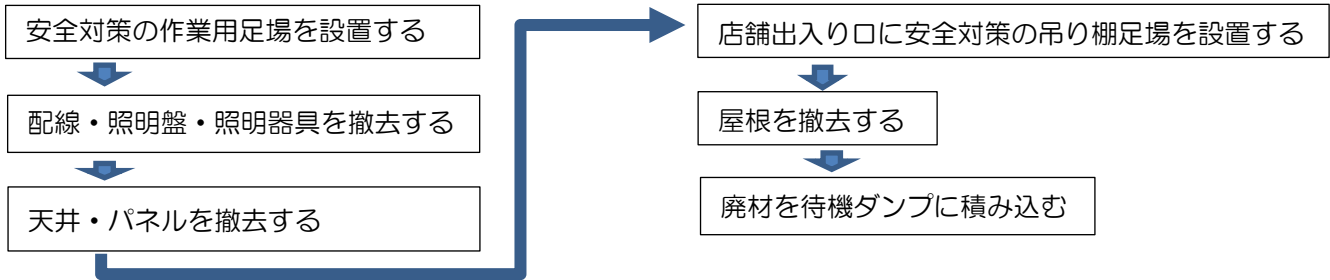 安全対策の作業用足場を設置する
配線・照明盤・照明器具を撤去する
天井・パネルを撤去する
店舗出入り口に安全対策の吊り棚足場を設置する
屋根を撤去する
廃材を待機ダンプに積み込む